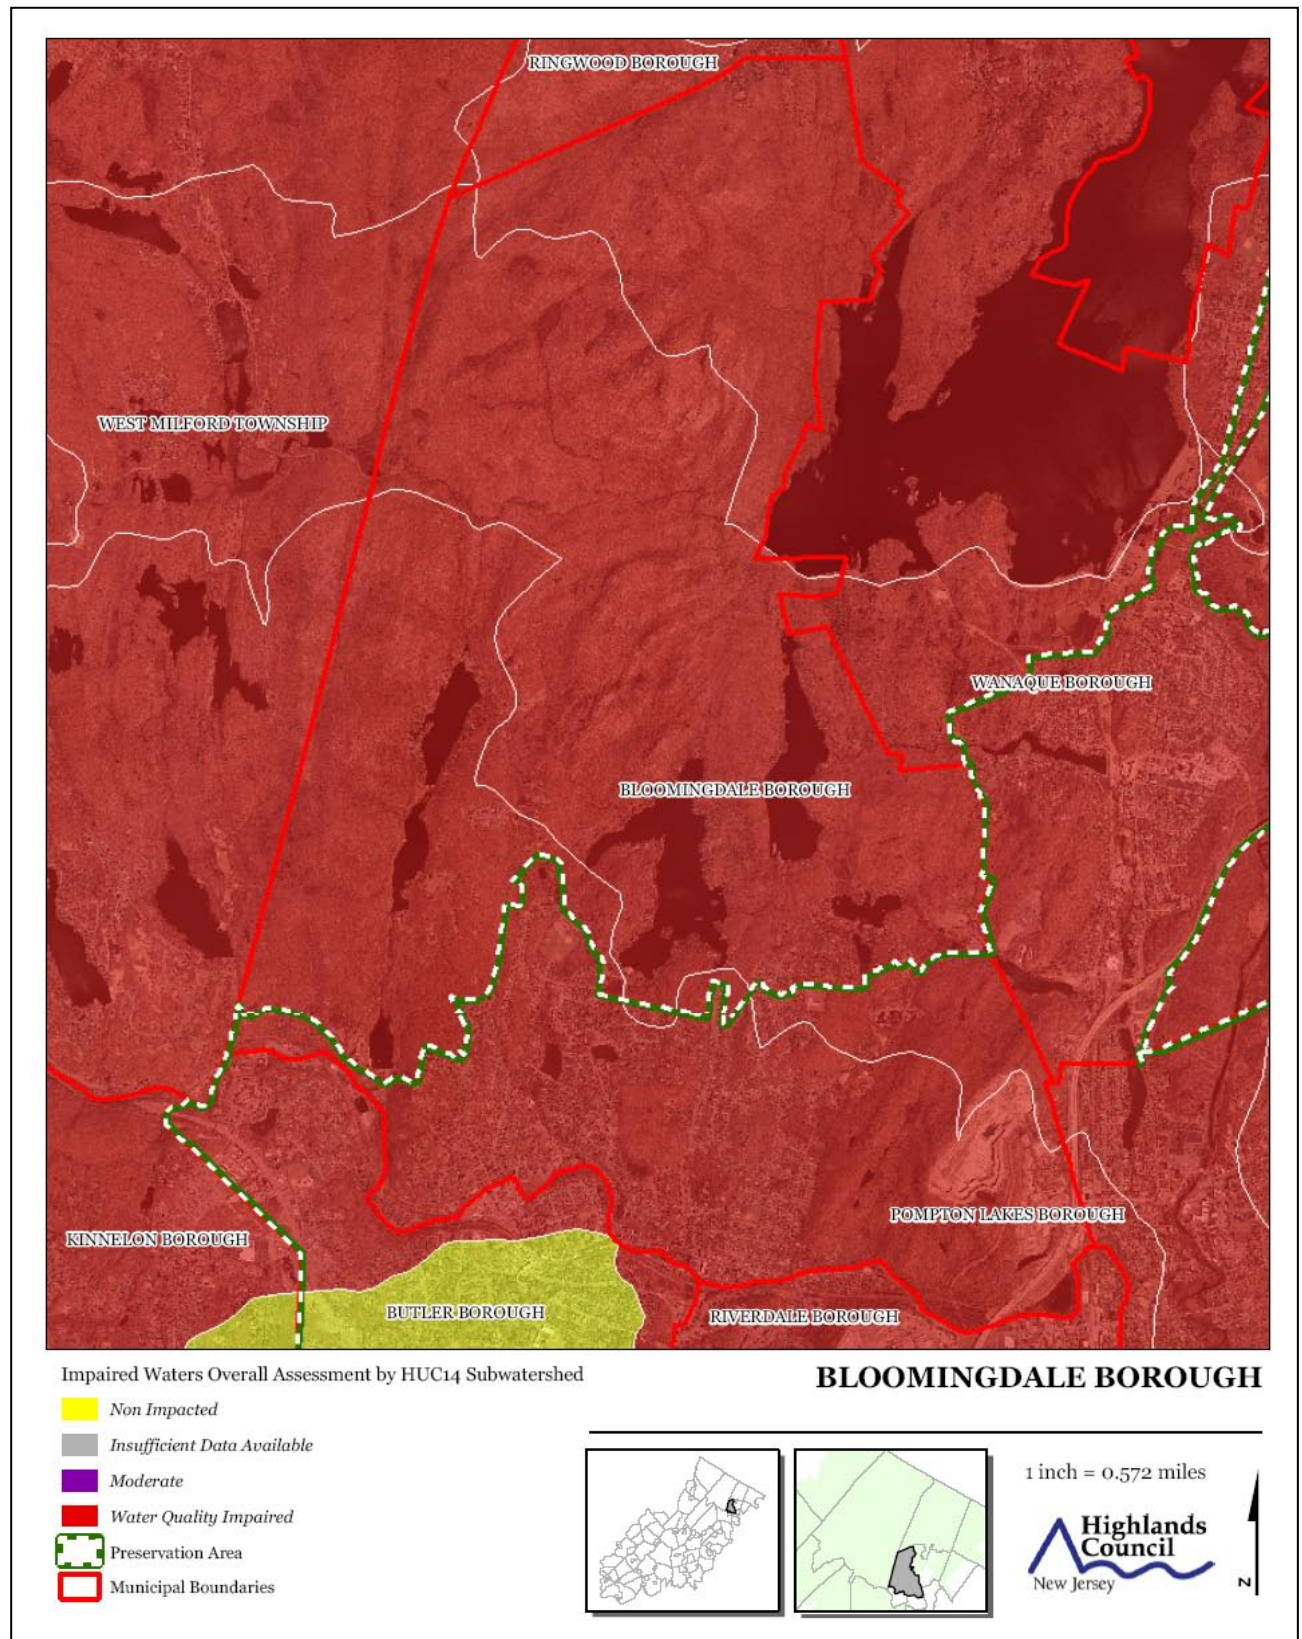 RINGWOOD BOROUGH
WEST MILFORD TOWNSHIP
WANAQUE BOROUGH
BLOOMINGDALE BOROUGH
POMPTON LAKES BOROUGH
KINNELON BOROUGH
BUTLER BOROUGH
RIVERDALE BOROUGH
Impaired Waters Overall Assessment by HUC14 Subwatershed
Non Impacted
Insufficient Data Available
Moderate
Water Quality Impaired
Preservation Area
Municipal Boundaries
BLOOMINGDALE BOROUGH
1 inch = 0.572 miles
Highlands
Council
New Jersey
N